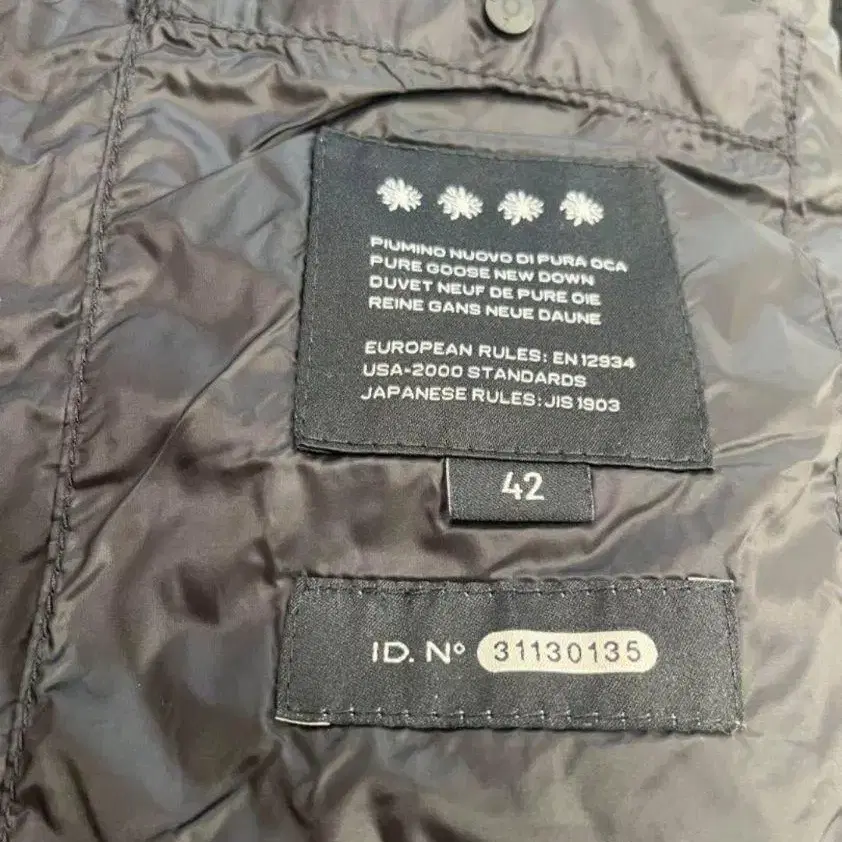 PIUMINO NUOVO DI PURA OCA
PURE GOOSE NEW DOWN
DUVET NEUF DE PURE OIE
REINE GANS NEUE DAUNE
EUROPEAN RULES: EN 12934
USA-2000 STANDARDS
JAPANESE RULES: JIS 1903
42
ID. Nº 31130135